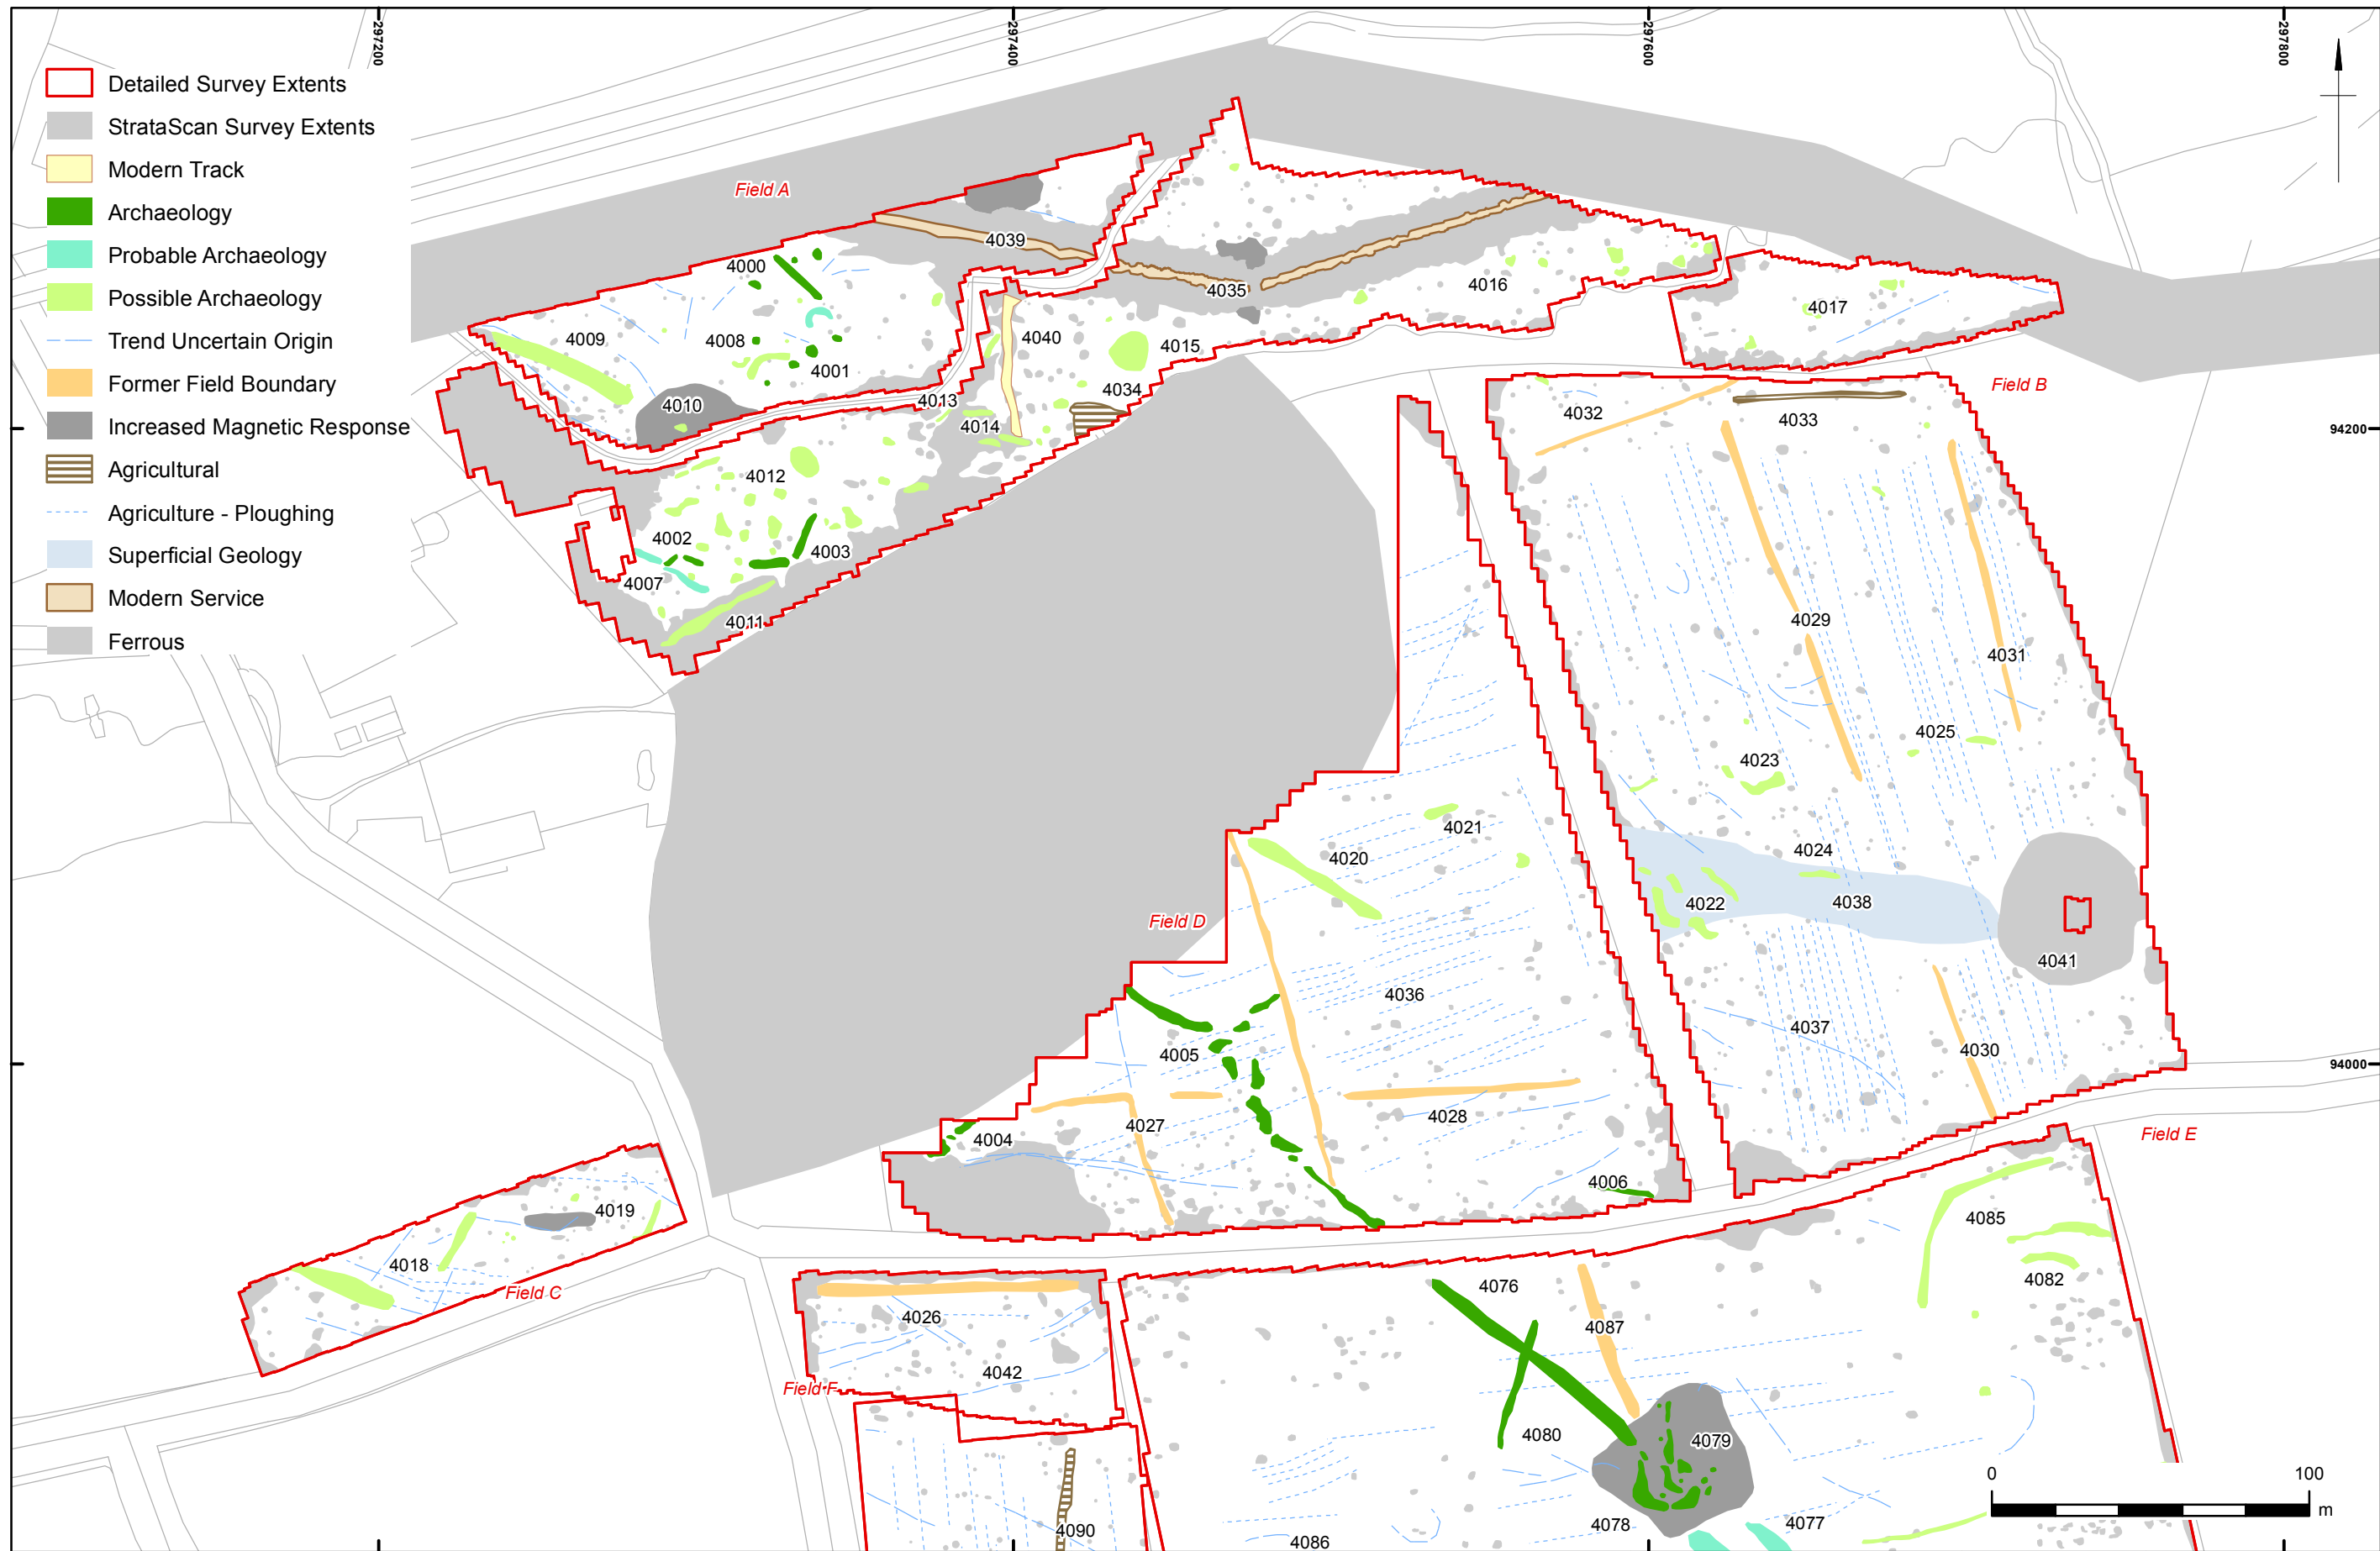 297200
297400
297600
297800
Detailed Survey Extents
StrataScan Survey Extents
Modern Track
Archaeology
Probable Archaeology
Possible Archaeology
Trend Uncertain Origin
Former Field Boundary
Increased Magnetic Response
Agricultural
Agriculture - Ploughing
Superficial Geology
Modern Service
Ferrous
Field A
4039
4000
4035
4016
4017
4009
4008
4040
4015
4001
4034
Field B
4010
4013
4014
4032
4033
94200
4012
4002
4003
4007
4011
4029
4031
4025
4023
4021
4020
4024
4022
4038
Field D
4041
4036
4005
4037
4030
94000
4028
4027
4004
Field E
4006
4019
4085
4018
4082
Field C
4076
4026
4087
4042
Field F
4080
4079
0
100
m
4090
4078
4077
4086